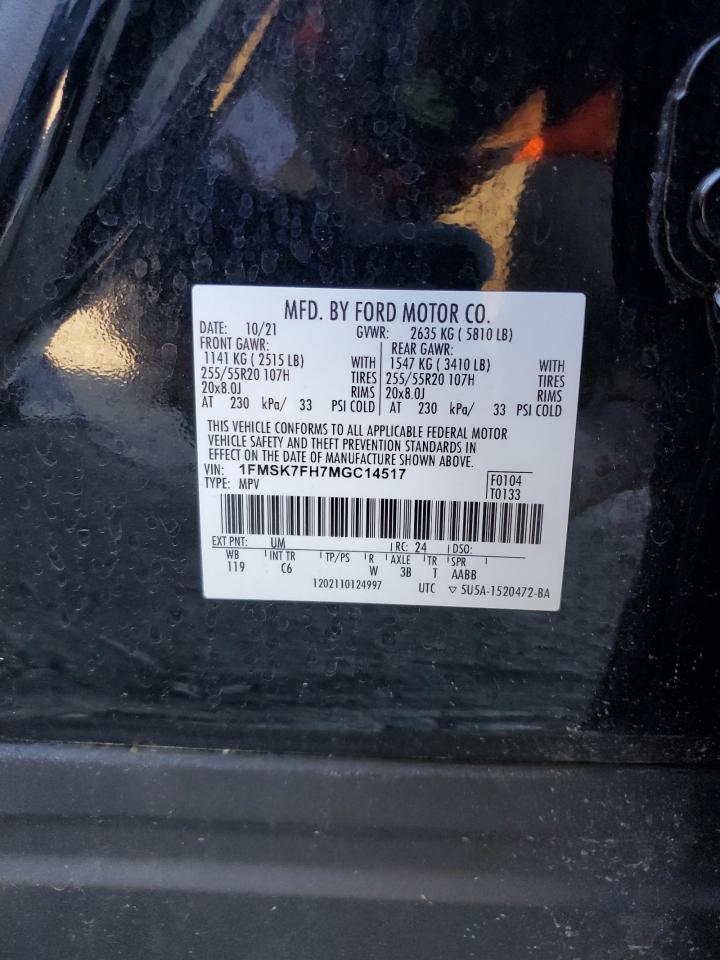 MFD. BY FORD MOTOR CO.
DATE: 10/21 GVWR: 2635 KG ( 5810 LB)
FRONT GAWR: REAR GAWR:
1141 KG ( 2515 LB) WITH 1547 KG ( 3410 LB) WITH
255/55R20 107H TIRES 255/55R20 107H TIRES
20x8.0J RIMS 20x8.0J RIMS
AT 230 kPa/ 33 PSI COLD AT 230 kPa/ 33 PSI COLD
THIS VEHICLE CONFORMS TO ALL APPLICABLE FEDERAL MOTOR
VEHICLE SAFETY AND THEFT PREVENTION STANDARDS IN
EFFECT ON THE DATE OF MANUFACTURE SHOWN ABOVE.
VIN: 1FMSK7FH7MGC14517
TYPE: MPV F0104
T0133
EXT PNT: UM RC: 24 DSO:
WB INT TR TP/PS R AXLE TR SPR
119 C6 W 3B T AABB
1202110124997 UTC ▽ 5U5A-1520472-BA